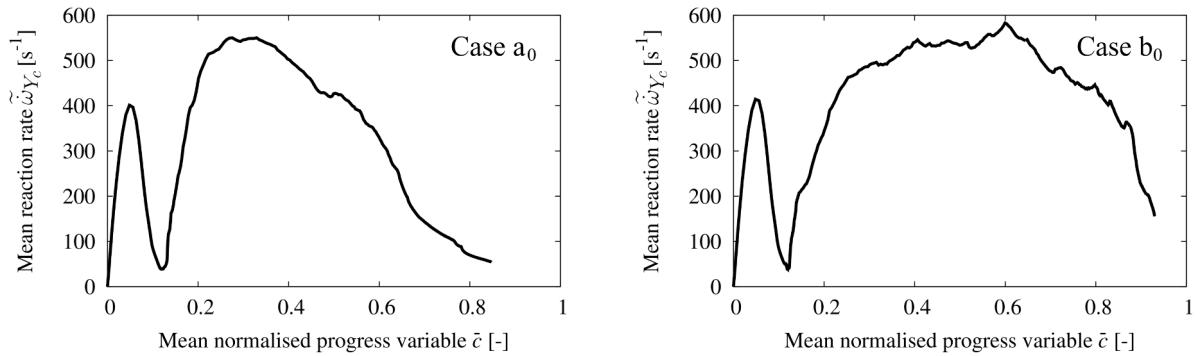 Mean reaction rate ω̇̃_Yc [s⁻¹]
600
500
400
300
200
100
0
Case a₀
0 0.2 0.4 0.6 0.8 1
Mean normalised progress variable c̄ [-]
Mean reaction rate ω̇̃_Yc [s⁻¹]
600
500
400
300
200
100
0
Case b₀
0 0.2 0.4 0.6 0.8 1
Mean normalised progress variable c̄ [-]